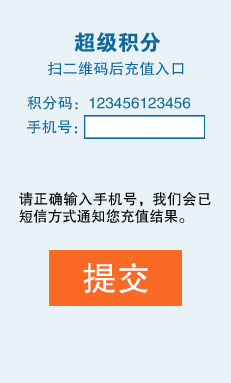 超级积分
扫二维码后充值入口
积分码：123456123456
手机号：
请正确输入手机号，我们会已
短信方式通知您充值结果。
提交